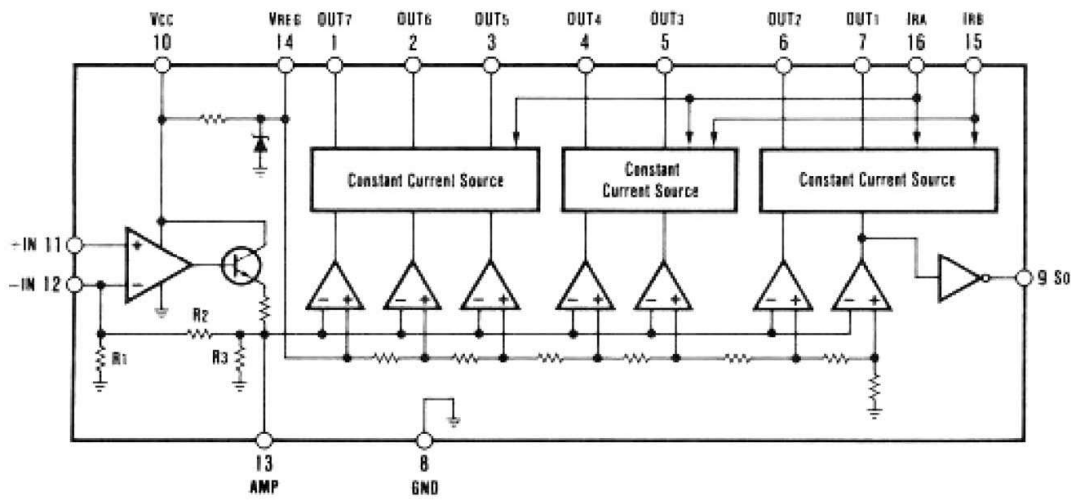 VCC VREG OUT7 OUT6 OUT5 OUT4 OUT3 OUT2 OUT1 IRA IRB
10 14 1 2 3 4 5 6 7 16 15
Constant Current Source
Constant
Current Source
Constant Current Source
+IN 11
+
-IN 12
-
- + - + - + - + - + - + - +
9 SO
R2
R1
R3
13 8
AMP GND